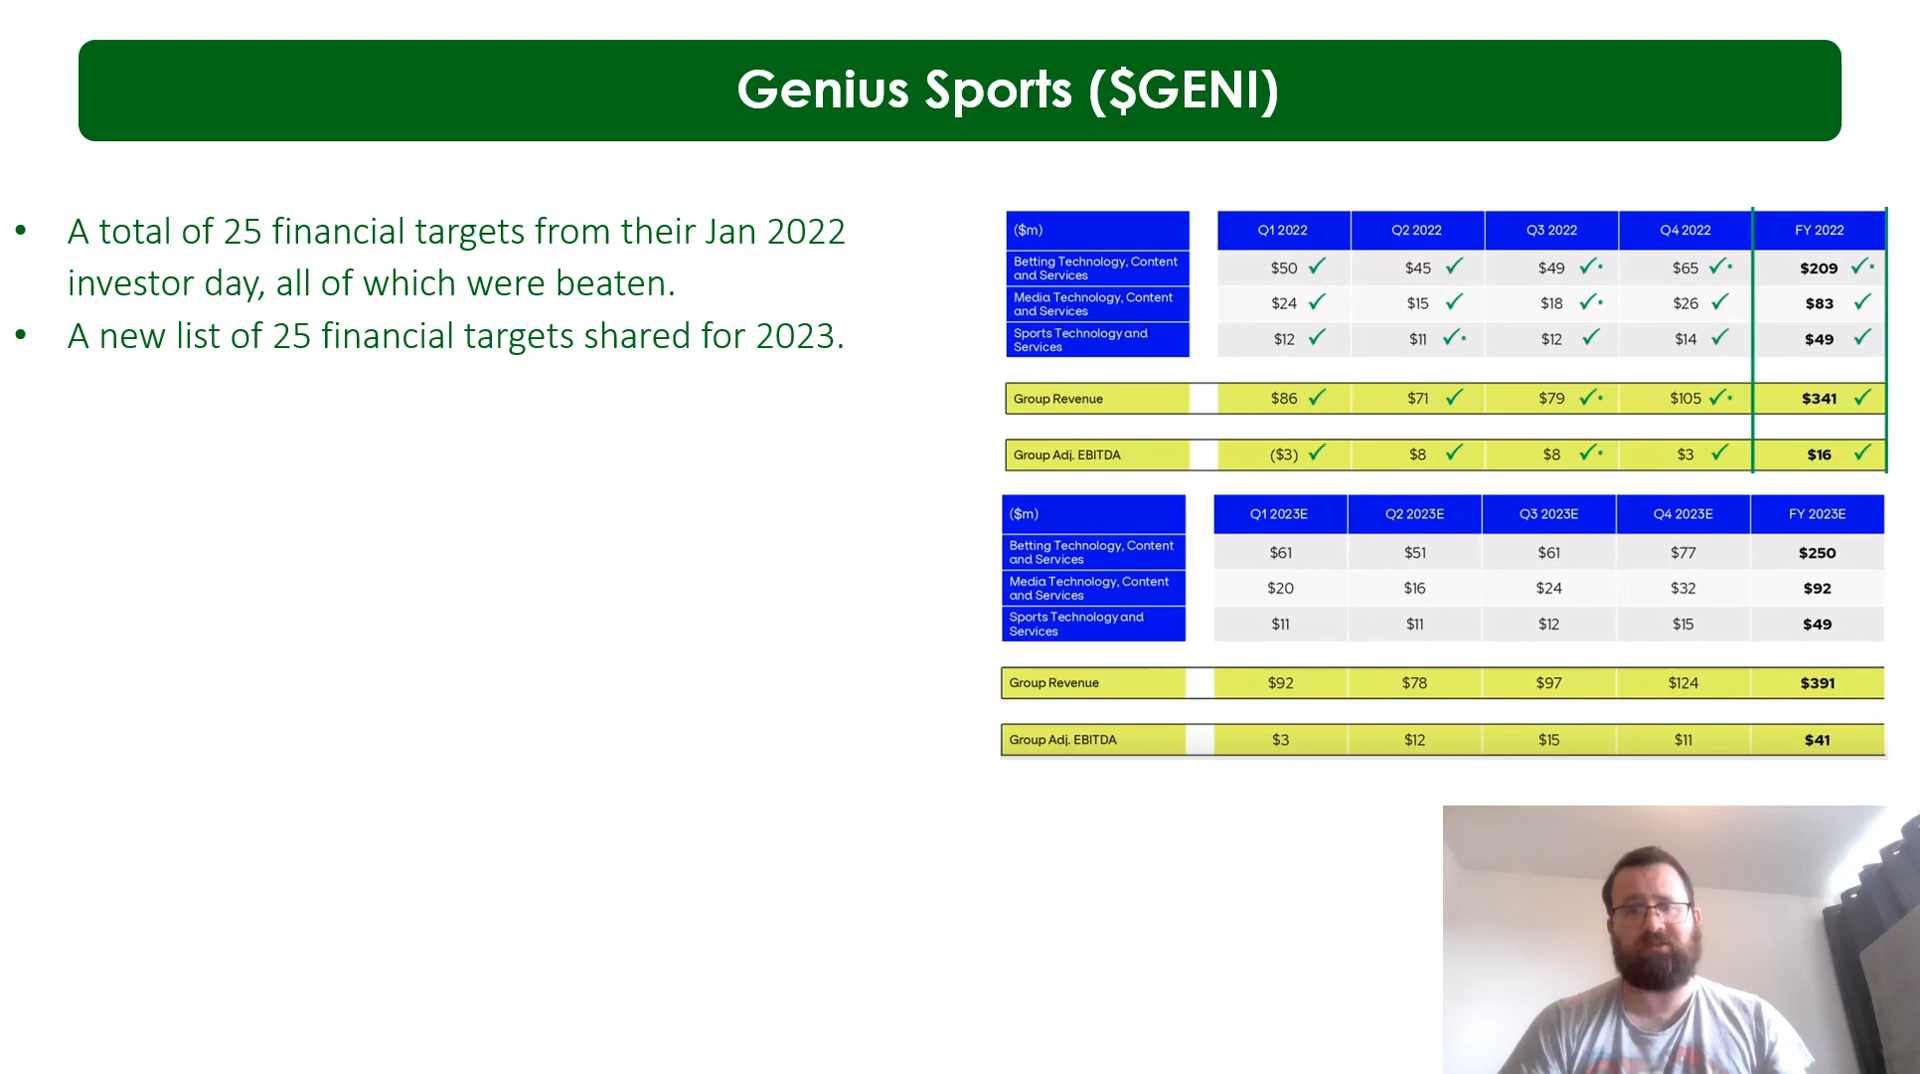 Genius Sports ($GENI)
• A total of 25 financial targets from their Jan 2022
investor day, all of which were beaten.
• A new list of 25 financial targets shared for 2023.
($m) Q1 2022 Q2 2022 Q3 2022 Q4 2022 FY 2022
Betting Technology, Content
and Services
$50 ✓ $45 ✓ $49 ✓* $65 ✓* $209 ✓*
Media Technology, Content
and Services
$24 ✓ $15 ✓ $18 ✓* $26 ✓ $83 ✓
Sports Technology and
Services
$12 ✓ $11 ✓* $12 ✓ $14 ✓ $49 ✓
Group Revenue $86 ✓ $71 ✓ $79 ✓* $105 ✓* $341 ✓
Group Adj. EBITDA ($3) ✓ $8 ✓ $8 ✓* $3 ✓ $16 ✓
($m) Q1 2023E Q2 2023E Q3 2023E Q4 2023E FY 2023E
Betting Technology, Content
and Services
$61 $51 $61 $77 $250
Media Technology, Content
and Services
$20 $16 $24 $32 $92
Sports Technology and
Services
$11 $11 $12 $15 $49
Group Revenue $92 $78 $97 $124 $391
Group Adj. EBITDA $3 $12 $15 $11 $41